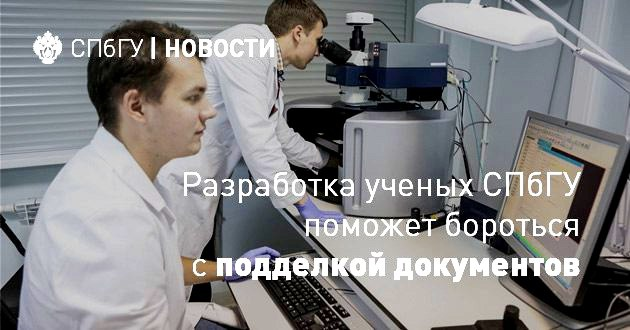 СПбГУ | НОВОСТИ
Разработка ученых СПбГУ
поможет бороться
с подделкой документов